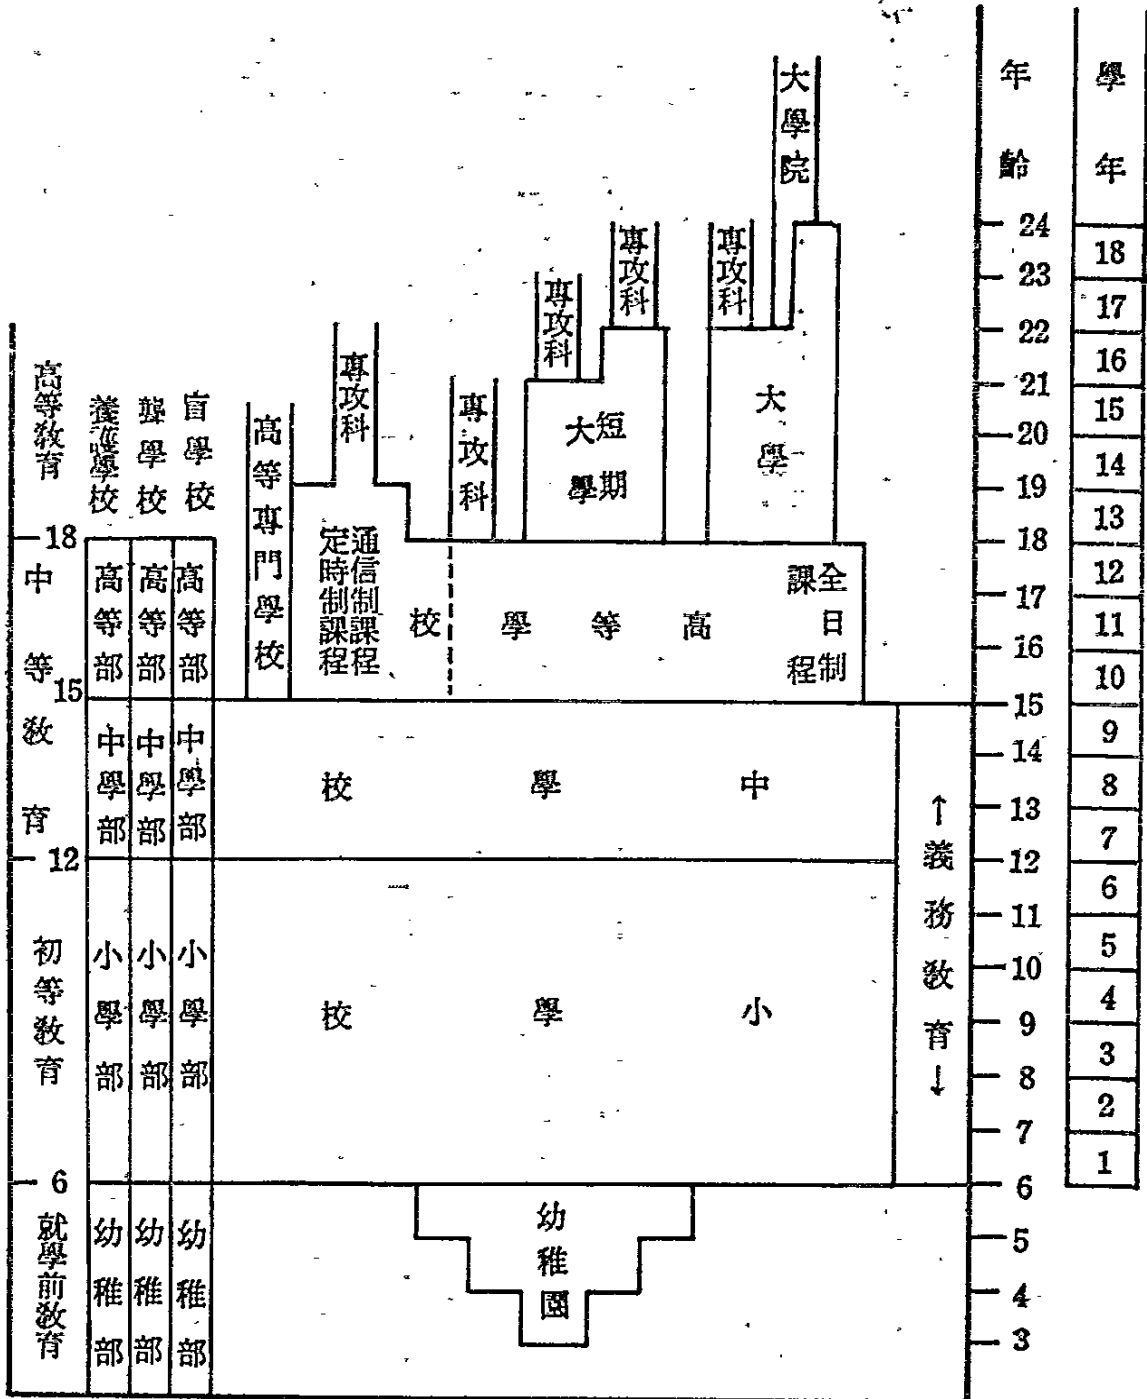 年齡
學年
大學院
24
23
22
21
20
19
18
17
16
15
14
13
12
11
10
9
8
7
6
5
4
3
18
17
16
15
14
13
12
11
10
9
8
7
6
5
4
3
2
1
高等教育
18
中等教育
15
12
初等教育
6
就學前教育
養護學校
聾學校
盲學校
高等部
高等部
高等部
中學部
中學部
中學部
小學部
小學部
小學部
幼稚部
幼稚部
幼稚部
高等專門學校
專攻科
專攻科
專攻科
專攻科
專攻科
短期
大學
大學
通信制課程
定時制課程
高等學校
全日制
課程
中學校
小學校
幼稚園
↑義務教育↓